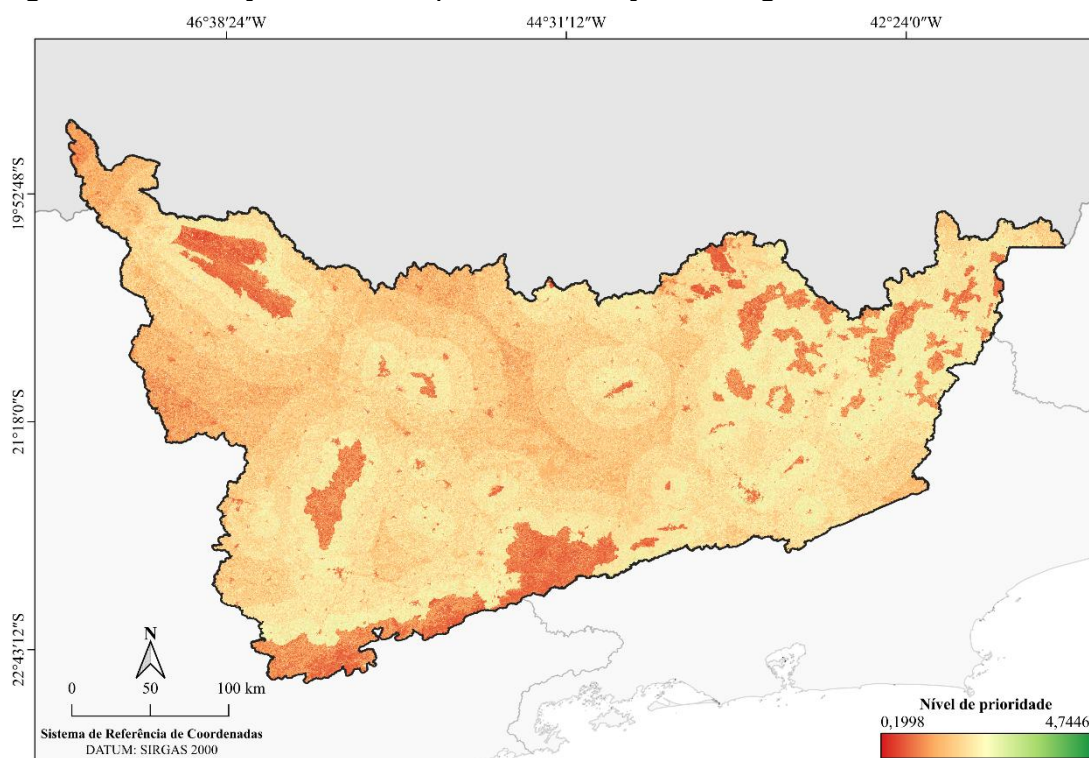 46°38′24″W 44°31′12″W 42°24′0″W
19°52′48″S
21°18′0″S
22°43′12″S
N
0 50 100 km
Sistema de Referência de Coordenadas
DATUM: SIRGAS 2000
Nível de prioridade
0,1998 4,7446